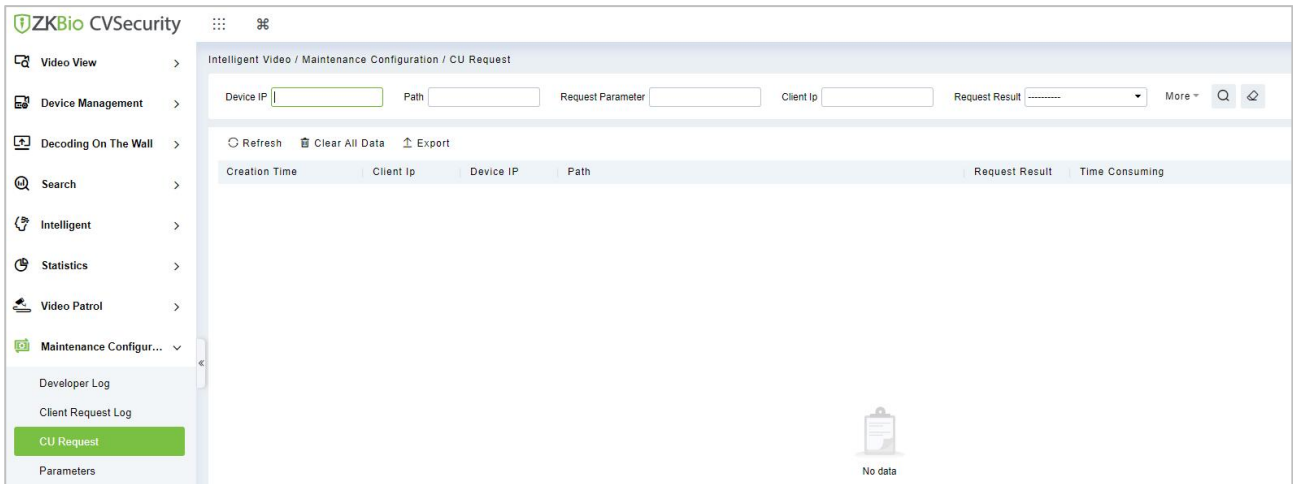 ZKBio CVSecurity
Video View
Device Management
Decoding On The Wall
Search
Intelligent
Statistics
Video Patrol
Maintenance Configur...
Developer Log
Client Request Log
CU Request
Parameters
Intelligent Video / Maintenance Configuration / CU Request
Device IP Path Request Parameter Client Ip Request Result ---------- More
Refresh Clear All Data Export
Creation Time Client Ip Device IP Path Request Result Time Consuming
No data